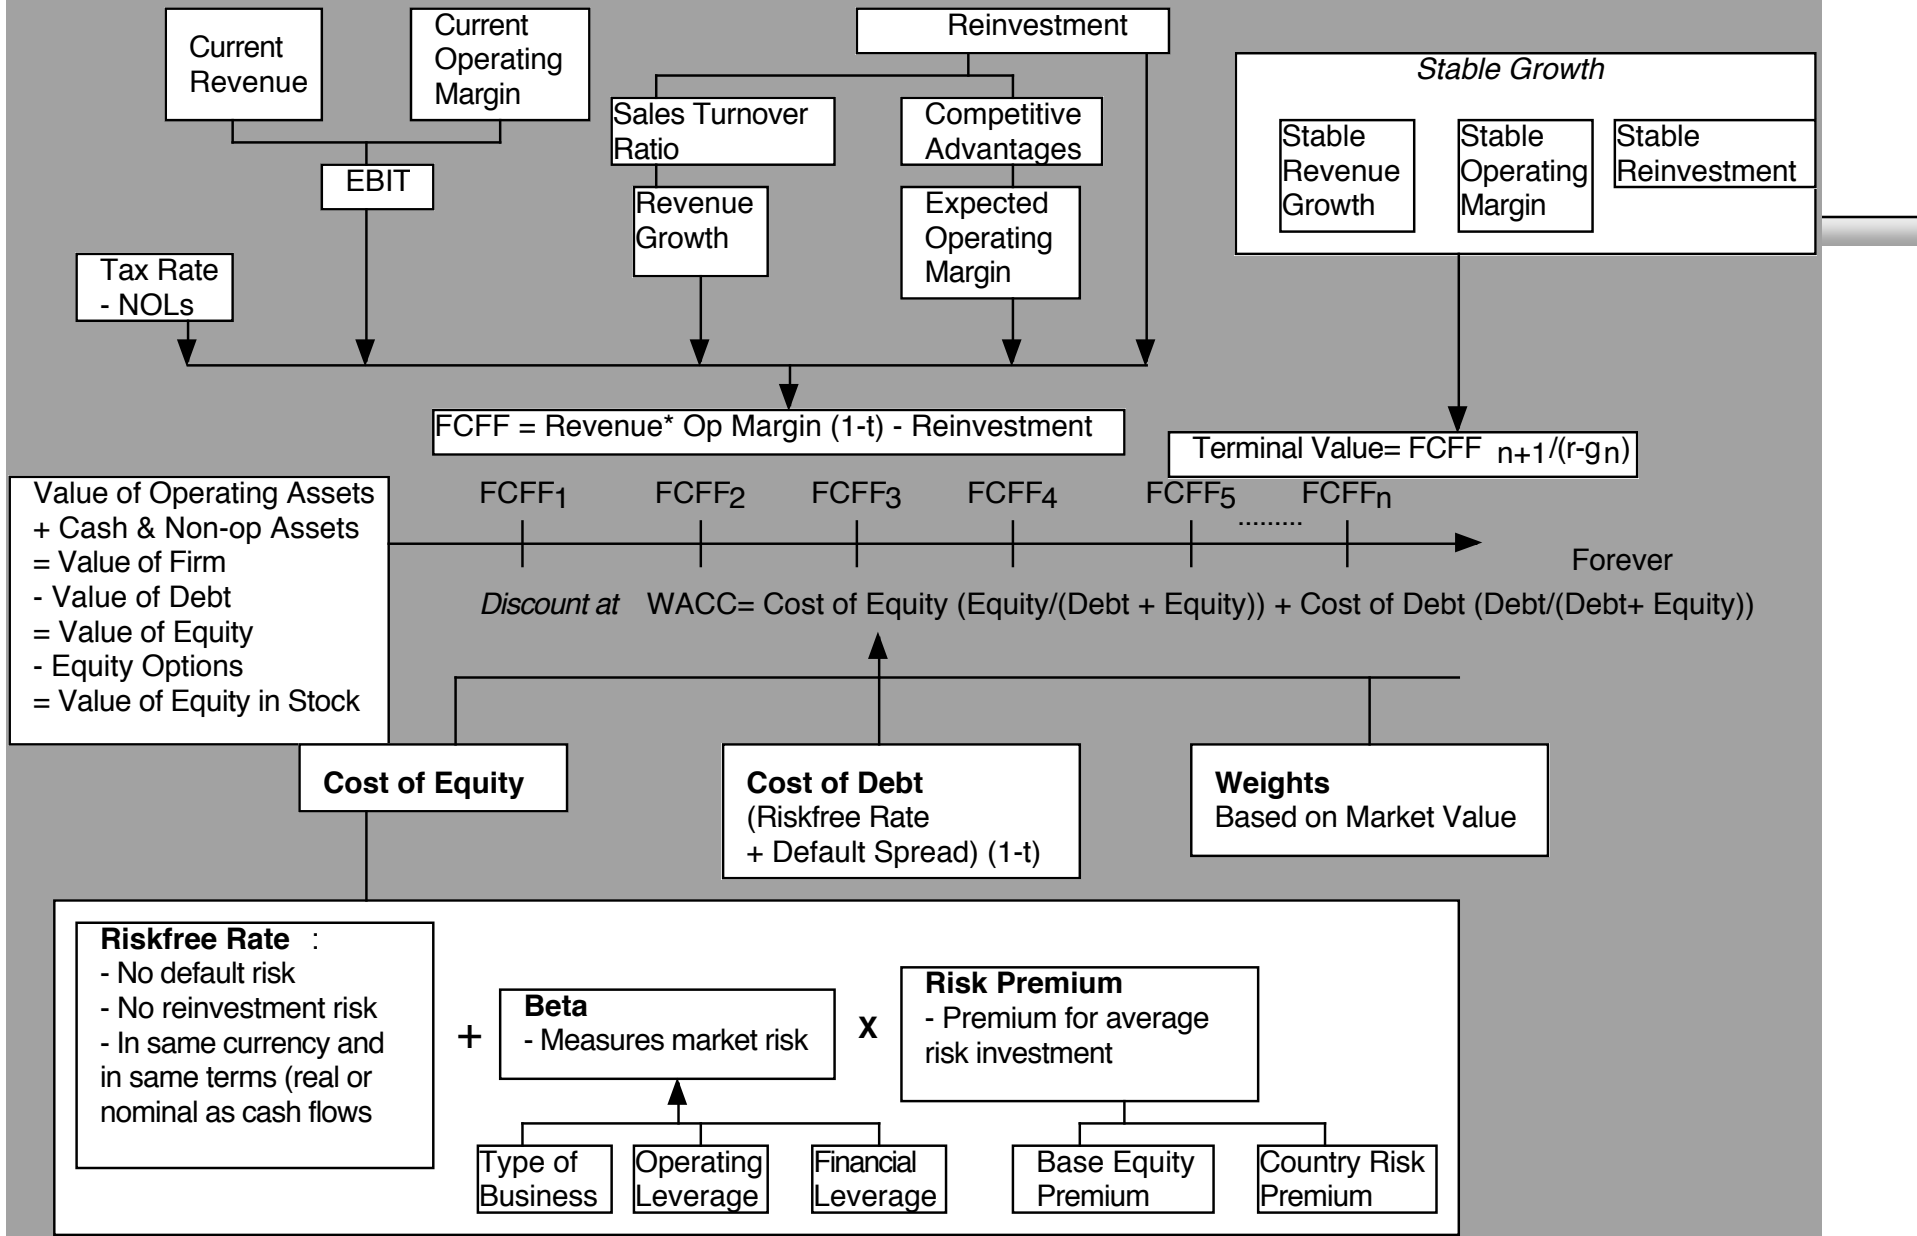 Current
Revenue
Current
Operating
Margin
Reinvestment
Stable Growth
Sales Turnover
Ratio
Competitive
Advantages
Stable
Revenue
Growth
Stable
Operating
Margin
Stable
Reinvestment
EBIT
Revenue
Growth
Expected
Operating
Margin
Tax Rate
- NOLs
FCFF = Revenue* Op Margin (1-t) - Reinvestment
Terminal Value= FCFF n+1/(r-gn)
Value of Operating Assets
+ Cash & Non-op Assets
= Value of Firm
- Value of Debt
= Value of Equity
- Equity Options
= Value of Equity in Stock
FCFF1 FCFF2 FCFF3 FCFF4 FCFF5 ......... FCFFn
Forever
Discount at WACC= Cost of Equity (Equity/(Debt + Equity)) + Cost of Debt (Debt/(Debt+ Equity))
Cost of Equity
Cost of Debt
(Riskfree Rate
+ Default Spread) (1-t)
Weights
Based on Market Value
Riskfree Rate :
- No default risk
- No reinvestment risk
- In same currency and
in same terms (real or
nominal as cash flows
+
Beta
- Measures market risk
X
Risk Premium
- Premium for average
risk investment
Type of
Business
Operating
Leverage
Financial
Leverage
Base Equity
Premium
Country Risk
Premium